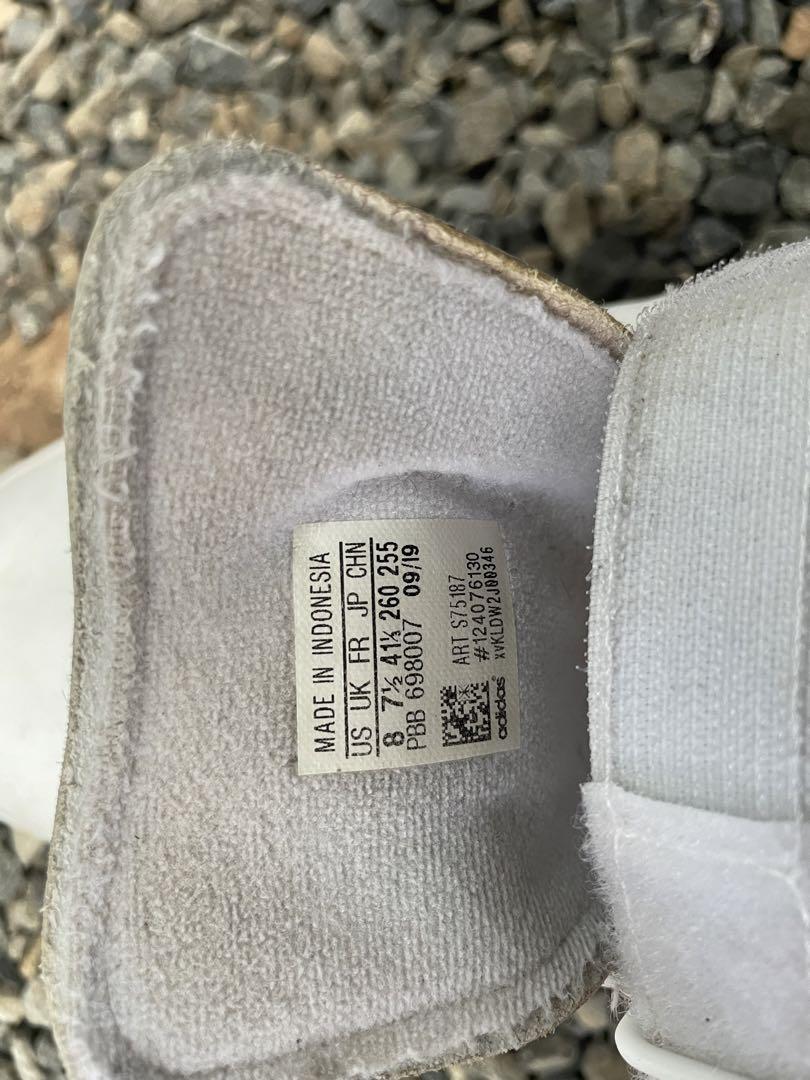 MADE IN INDONESIA
US UK FR JP CHN
8 7½ 41⅓ 260 255
PBB 698007 09/19
ART S75187
#124076130
XVKLDW2J00346
adidas